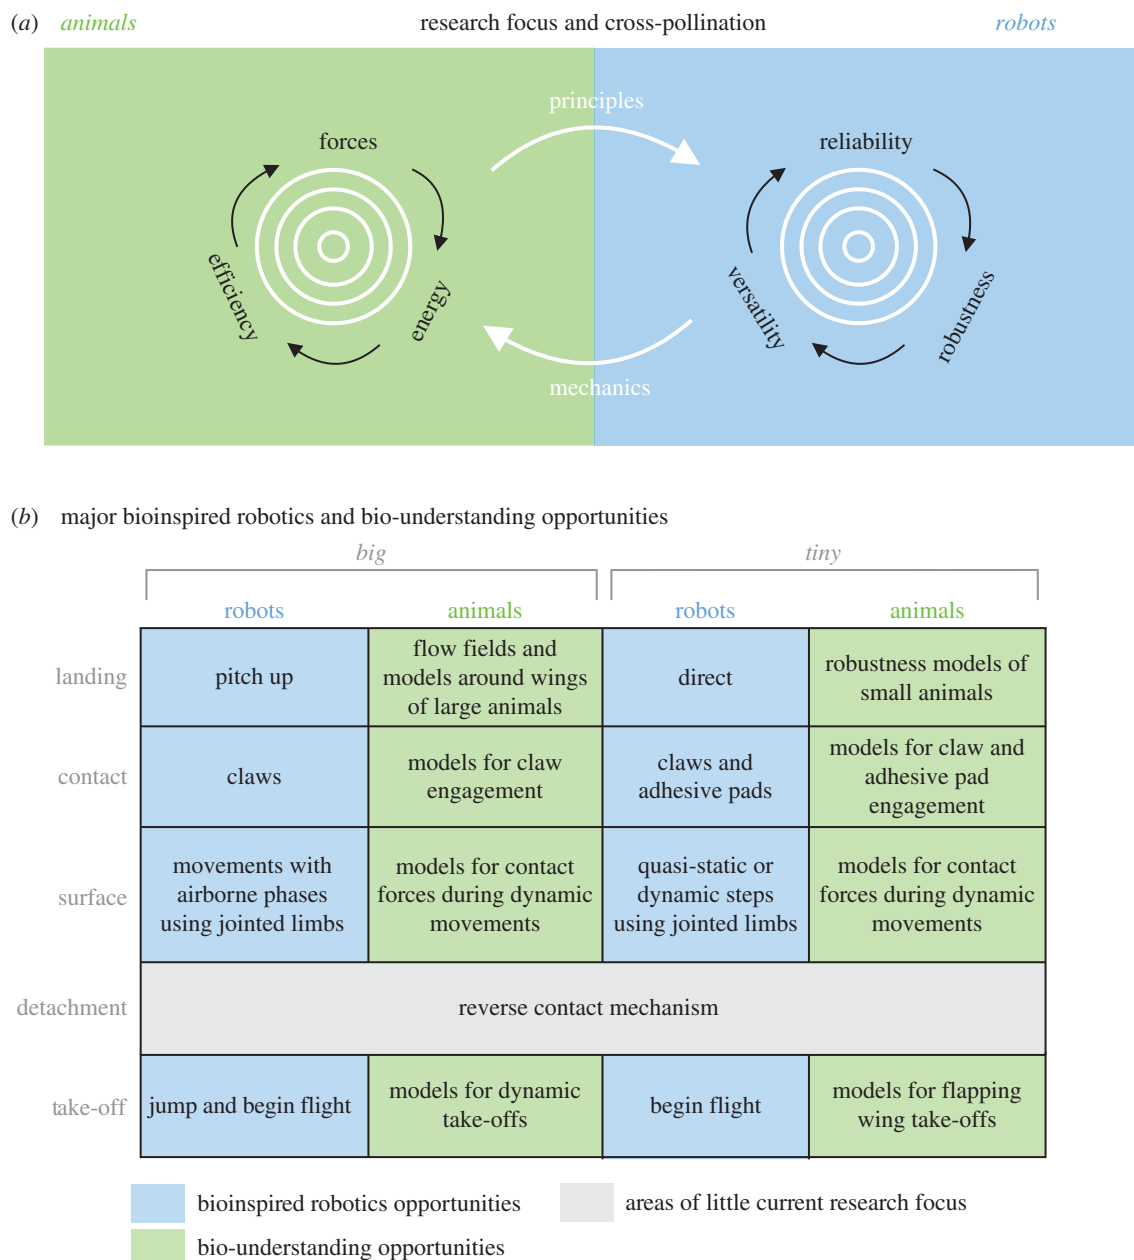 (a) animals research focus and cross-pollination robots
principles
forces
reliability
efficiency
energy
versatility
robustness
mechanics
(b) major bioinspired robotics and bio-understanding opportunities
big tiny
robots animals robots animals
landing
pitch up
flow fields and
models around wings
of large animals
direct
robustness models of
small animals
contact
claws
models for claw
engagement
claws and
adhesive pads
models for claw and
adhesive pad
engagement
surface
movements with
airborne phases
using jointed limbs
models for contact
forces during dynamic
movements
quasi-static or
dynamic steps
using jointed limbs
models for contact
forces during dynamic
movements
detachment
reverse contact mechanism
take-off
jump and begin flight
models for dynamic
take-offs
begin flight
models for flapping
wing take-offs
bioinspired robotics opportunities
areas of little current research focus
bio-understanding opportunities